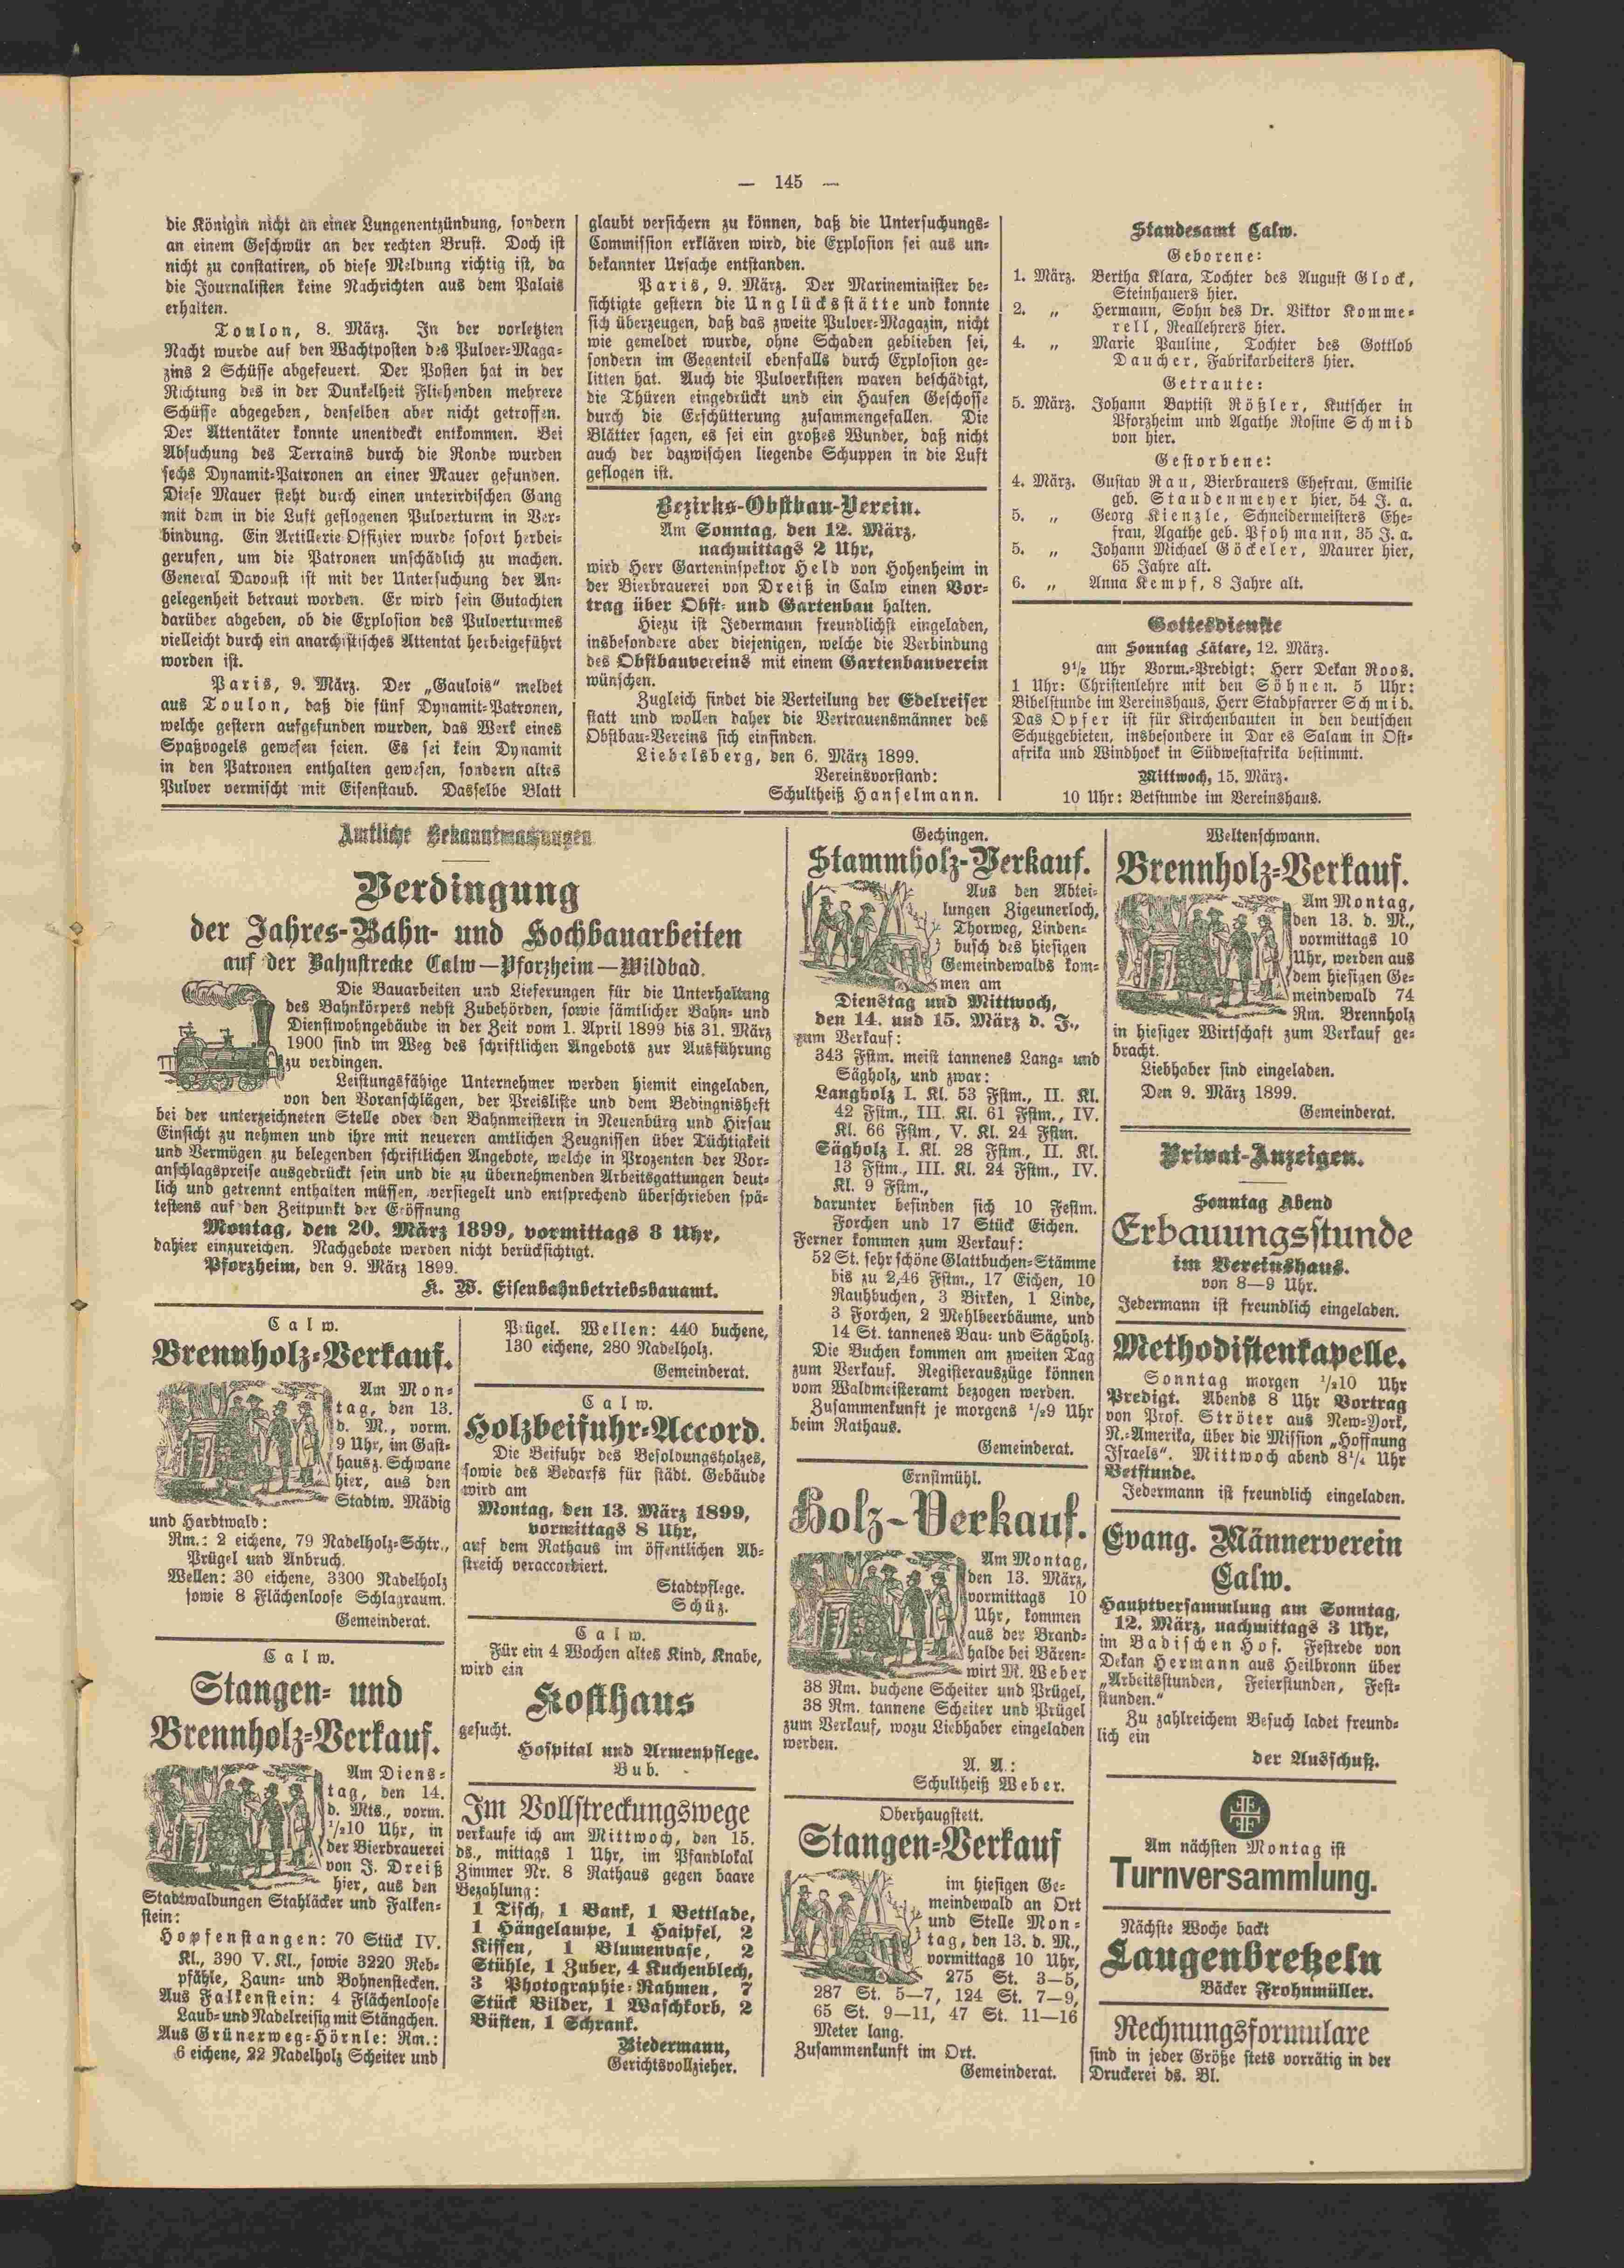 — 145 —
die Königin nicht an einer Lungenentzündung, sondern
an einem Geschwür an der rechten Brust. Doch ist
nicht zu constatiren, ob diese Meldung richtig ist, da
die Journalisten keine Nachrichten aus dem Palais
erhalten.
Toulon, 8. März. In der vorletzten
Nacht wurde auf den Wachtposten des Pulver-Maga-
zins 2 Schüsse abgefeuert. Der Posten hat in der
Richtung des in der Dunkelheit Fliehenden mehrere
Schüsse abgegeben, denselben aber nicht getroffen.
Der Attentäter konnte unentdeckt entkommen. Bei
Absuchung des Terrains durch die Ronde wurden
sechs Dynamit-Patronen an einer Mauer gefunden.
Diese Mauer steht durch einen unterirdischen Gang
mit dem in die Luft geflogenen Pulverturm in Ver-
bindung. Ein Artillerie-Offizier wurde sofort herbei-
gerufen, um die Patronen unschädlich zu machen.
General Davoust ist mit der Untersuchung der An-
gelegenheit betraut worden. Er wird sein Gutachten
darüber abgeben, ob die Explosion des Pulverturmes
vielleicht durch ein anarchistisches Attentat herbeigeführt
worden ist.
Paris, 9. März. Der „Gaulois“ meldet
aus Toulon, daß die fünf Dynamit-Patronen,
welche gestern aufgefunden wurden, das Werk eines
Spaßvogels gewesen seien. Es sei kein Dynamit
in den Patronen enthalten gewesen, sondern altes
Pulver vermischt mit Eisenstaub. Dasselbe Blatt
glaubt versichern zu können, daß die Untersuchungs-
Commission erklären wird, die Explosion sei aus un-
bekannter Ursache entstanden.
Paris, 9. März. Der Marineminister be-
sichtigte gestern die Unglücksstätte und konnte
sich überzeugen, daß das zweite Pulver-Magazin, nicht
wie gemeldet wurde, ohne Schaden geblieben sei,
sondern im Gegenteil ebenfalls durch Explosion ge-
litten hat. Auch die Pulverkisten waren beschädigt,
die Thüren eingedrückt und ein Haufen Geschosse
durch die Erschütterung zusammengefallen. Die
Blätter sagen, es sei ein großes Wunder, daß nicht
auch der dazwischen liegende Schuppen in die Luft
geflogen ist.
Bezirks-Obstbau-Verein.
Am Sonntag, den 12. März,
nachmittags 2 Uhr,
wird Herr Garteninspektor Held von Hohenheim in
der Bierbrauerei von Dreiß in Calw einen Vor-
trag über Obst- und Gartenbau halten.
Hiezu ist Jedermann freundlichst eingeladen,
insbesondere aber diejenigen, welche die Verbindung
des Obstbauvereins mit einem Gartenbauverein
wünschen.
Zugleich findet die Verteilung der Edelreiser
statt und wollen daher die Vertrauensmänner des
Obstbau-Vereins sich einfinden.
Liebelsberg, den 6. März 1899.
Vereinsvorstand:
Schultheiß Hanselmann.
Standesamt Calw.
Geborene:
1. März. Bertha Klara, Tochter des August Glock,
Steinhauers hier.
2. „ Hermann, Sohn des Dr. Viktor Komme-
rell, Reallehrers hier.
4. „ Marie Pauline, Tochter des Gottlob
Daucher, Fabrikarbeiters hier.
Getraute:
5. März. Johann Baptist Rößler, Kutscher in
Pforzheim und Agathe Rosine Schmid
von hier.
Gestorbene:
4. März. Gustav Rau, Bierbrauers Ehefrau, Emilie
geb. Staudenmeyer hier, 54 J. a.
5. „ Georg Kienzle, Schneidermeisters Ehe-
frau, Agathe geb. Pfohmann, 35 J. a.
5. „ Johann Michael Göckeler, Maurer hier,
65 Jahre alt.
6. „ Anna Kempf, 8 Jahre alt.
Gottesdienste
am Sonntag Lätare, 12. März.
9½ Uhr Vorm.-Predigt: Herr Dekan Roos.
1 Uhr: Christenlehre mit den Söhnen. 5 Uhr:
Bibelstunde im Vereinshaus, Herr Stadpfarrer Schmid.
Das Opfer ist für Kirchenbauten in den deutschen
Schutzgebieten, insbesondere in Dar es Salam in Ost-
afrika und Windhoek in Südwestafrika bestimmt.
Mittwoch, 15. März.
10 Uhr: Betstunde im Vereinshaus.
Amtliche Bekanntmachungen
Verdingung
der Jahres-Bahn- und Hochbauarbeiten
auf der Bahnstrecke Calw—Pforzheim—Wildbad.
Die Bauarbeiten und Lieferungen für die Unterhaltung
des Bahnkörpers nebst Zubehörden, sowie sämtlicher Bahn- und
Dienstwohngebäude in der Zeit vom 1. April 1899 bis 31. März
1900 sind im Weg des schriftlichen Angebots zur Ausführung
zu verdingen.
Leistungsfähige Unternehmer werden hiemit eingeladen,
von den Voranschlägen, der Preisliste und dem Bedingnisheft
bei der unterzeichneten Stelle oder den Bahnmeistern in Neuenbürg und Hirsau
Einsicht zu nehmen und ihre mit neueren amtlichen Zeugnissen über Tüchtigkeit
und Vermögen zu belegenden schriftlichen Angebote, welche in Prozenten der Vor-
anschlagspreise ausgedrückt sein und die zu übernehmenden Arbeitsgattungen deut-
lich und getrennt enthalten müssen, versiegelt und entsprechend überschrieben spä-
testens auf den Zeitpunkt der Eröffnung
Montag, den 20. März 1899, vormittags 8 Uhr,
dahier einzureichen. Nachgebote werden nicht berücksichtigt.
Pforzheim, den 9. März 1899.
K. W. Eisenbahnbetriebsbauamt.
Calw.
Brennholz-Verkauf.
Am Mon-
tag, den 13.
d. M., vorm.
9 Uhr, im Gast-
haus z. Schwane
hier, aus den
Stadtw. Mädig
und Hardtwald:
Rm.: 2 eichene, 79 Nadelholz-Schtr.,
Prügel und Anbruch.
Wellen: 30 eichene, 3300 Nadelholz
sowie 8 Flächenloose Schlagraum.
Gemeinderat.
Calw.
Stangen- und
Brennholz-Verkauf.
Am Diens-
tag, den 14.
d. Mts., vorm.
½10 Uhr, in
der Bierbrauerei
von J. Dreiß
hier, aus den
Stadtwaldungen Stahläcker und Falken-
stein:
Hopfenstangen: 70 Stück IV.
Kl., 390 V. Kl., sowie 3220 Reb-
pfähle, Zaun- und Bohnenstecken.
Aus Falkenstein: 4 Flächenloose
Laub- und Nadelreisig mit Stängchen.
Aus Grünerweg-Hörnle: Rm.:
6 eichene, 22 Nadelholz Scheiter und
Prügel. Wellen: 440 buchene,
130 eichene, 280 Nadelholz.
Gemeinderat.
Calw.
Holzbeifuhr-Accord.
Die Beifuhr des Besoldungsholzes,
sowie des Bedarfs für städt. Gebäude
wird am
Montag, den 13. März 1899,
vormittags 8 Uhr,
auf dem Rathaus im öffentlichen Ab-
streich veraccordiert.
Stadtpflege.
Schüz.
Calw.
Für ein 4 Wochen altes Kind, Knabe,
wird ein
Kosthaus
gesucht.
Hospital und Armenpflege.
Bub.
Im Vollstreckungswege
verkaufe ich am Mittwoch, den 15.
ds., mittags 1 Uhr, im Pfandlokal
Zimmer Nr. 8 Rathaus gegen baare
Bezahlung:
1 Tisch, 1 Bank, 1 Bettlade,
1 Hängelampe, 1 Haipfel, 2
Kissen, 1 Blumenvase, 2
Stühle, 1 Zuber, 4 Kuchenblech,
3 Photographie-Rahmen, 7
Stück Bilder, 1 Waschkorb, 2
Büsten, 1 Schrank.
Biedermann,
Gerichtsvollzieher.
Gechingen.
Stammholz-Verkauf.
Aus den Abtei-
lungen Zigeunerloch,
Thorweg, Linden-
busch des hiesigen
Gemeindewalds kom-
men am
Dienstag und Mittwoch,
den 14. und 15. März d. J.,
zum Verkauf:
343 Fstm. meist tannenes Lang- und
Sägholz, und zwar:
Langholz I. Kl. 53 Fstm., II. Kl.
42 Fstm., III. Kl. 61 Fstm., IV.
Kl. 66 Fstm, V. Kl. 24 Fstm.
Sägholz I. Kl. 28 Fstm., II. Kl.
13 Fstm., III. Kl. 24 Fstm., IV.
Kl. 9 Fstm.,
darunter befinden sich 10 Festm.
Forchen und 17 Stück Eichen.
Ferner kommen zum Verkauf:
52 St. sehr schöne Glattbuchen-Stämme
bis zu 2,46 Fstm., 17 Eichen, 10
Rauhbuchen, 3 Birken, 1 Linde,
3 Forchen, 2 Mehlbeerbäume, und
14 St. tannenes Bau- und Sägholz.
Die Buchen kommen am zweiten Tag
zum Verkauf. Registerauszüge können
vom Waldmeisteramt bezogen werden.
Zusammenkunft je morgens ½9 Uhr
beim Rathaus.
Gemeinderat.
Ernstmühl.
Holz-Verkauf.
Am Montag,
den 13. März,
vormittags 10
Uhr, kommen
aus der Brand-
halde bei Bären-
wirt M. Weber
38 Rm. buchene Scheiter und Prügel,
38 Rm. tannene Scheiter und Prügel
zum Verkauf, wozu Liebhaber eingeladen
werden.
A. A.:
Schultheiß Weber.
Oberhaugstett.
Stangen-Verkauf
im hiesigen Ge-
meindewald an Ort
und Stelle Mon-
tag, den 13. d. M.,
vormittags 10 Uhr,
275 St. 3—5,
287 St. 5—7, 124 St. 7—9,
65 St. 9—11, 47 St. 11—16
Meter lang.
Zusammenkunft im Ort.
Gemeinderat.
Weltenschwann.
Brennholz-Verkauf.
Am Montag,
den 13. d. M.,
vormittags 10
Uhr, werden aus
dem hiesigen Ge-
meindewald 74
Rm. Brennholz
in hiesiger Wirtschaft zum Verkauf ge-
bracht.
Liebhaber sind eingeladen.
Den 9. März 1899.
Gemeinderat.
Privat-Anzeigen.
Sonntag Abend
Erbauungsstunde
im Vereinshaus.
von 8—9 Uhr.
Jedermann ist freundlich eingeladen.
Methodistenkapelle.
Sonntag morgen ½10 Uhr
Predigt. Abends 8 Uhr Vortrag
von Prof. Ströter aus New-York,
N.-Amerika, über die Mission „Hoffnung
Israels“. Mittwoch abend 8¼ Uhr
Betstunde.
Jedermann ist freundlich eingeladen.
Evang. Männerverein
Calw.
Hauptversammlung am Sonntag,
12. März, nachmittags 3 Uhr,
im Badischen Hof. Festrede von
Dekan Hermann aus Heilbronn über
„Arbeitsstunden, Feierstunden, Fest-
stunden.“
Zu zahlreichem Besuch ladet freund-
lich ein
der Ausschuß.
Am nächsten Montag ist
Turnversammlung.
Nächste Woche backt
Laugenbretzeln
Bäcker Frohnmüller.
Rechnungsformulare
sind in jeder Größe stets vorrätig in der
Druckerei ds. Bl.